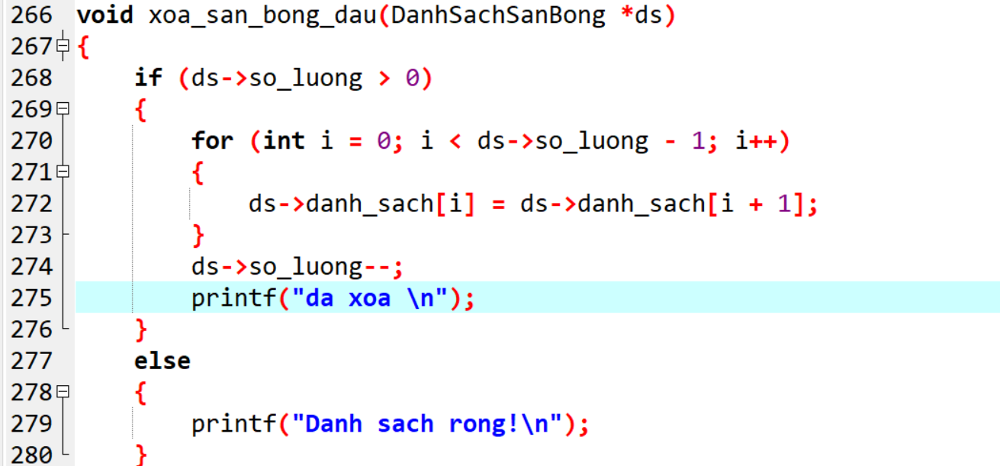 266 void xoa_san_bong_dau(DanhSachSanBong *ds)
267 {
268 if (ds->so_luong > 0)
269 {
270 for (int i = 0; i < ds->so_luong - 1; i++)
271 {
272 ds->danh_sach[i] = ds->danh_sach[i + 1];
273 }
274 ds->so_luong--;
275 printf("da xoa \n");
276 }
277 else
278 {
279 printf("Danh sach rong!\n");
280 }